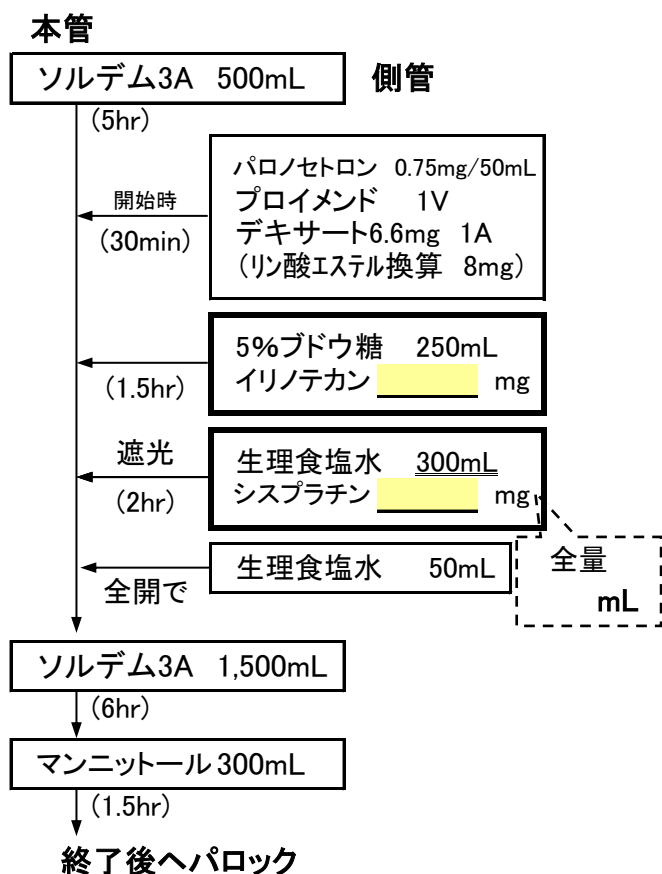 本管
ソルデム3A 500mL
側管
(5hr)
パロノセトロン 0.75mg/50mL
プロイメンド 1V
デキサート6.6mg 1A
(リン酸エステル換算 8mg)
開始時
(30min)
5%ブドウ糖 250mL
イリノテカン mg
(1.5hr)
遮光
(2hr)
生理食塩水 300mL
シスプラチン mg
全量
mL
生理食塩水 50mL
全開で
ソルデム3A 1,500mL
(6hr)
マンニットール300mL
(1.5hr)
終了後ヘパロック